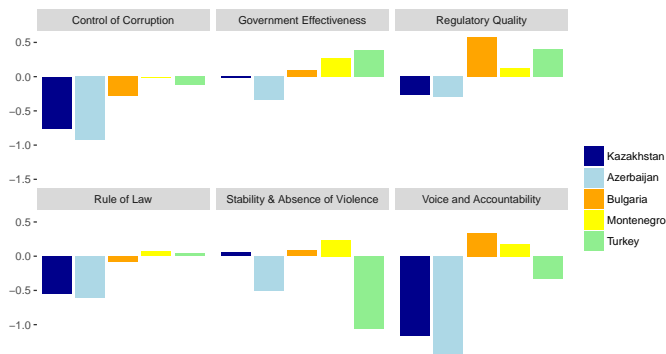 Control of Corruption
Government Effectiveness
Regulatory Quality
0.5
0.0
−0.5
−1.0
−1.5
Rule of Law
Stability & Absence of Violence
Voice and Accountability
0.5
0.0
−0.5
−1.0
Kazakhstan
Azerbaijan
Bulgaria
Montenegro
Turkey